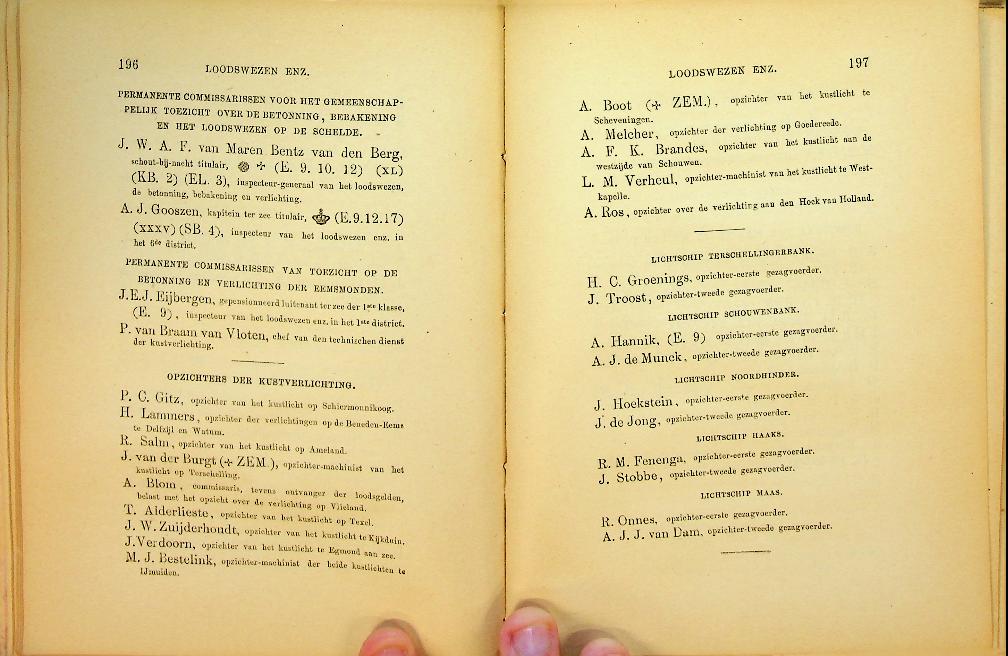 196
LOODSWEZEN ENZ.
PERMANENTE COMMISSARISSEN VOOR HET GEMEENSCHAP-
PELIJK TOEZICHT OVER DE BETONNING, BEBAKENING
EN HET LOODSWEZEN OP DE SCHELDE.
J. W. A. F. van Maren Bentz van den Berg,
schout-bij-nacht titulair, (E. 9. 10. 12) (XL)
(KB. 2) (EL. 3), inspecteur-generaal van het loodswezen,
de betonning, bebakening en verlichting.
A. J. Gooszen, kapitein ter zee titulair, (E.9.12.17)
(XXXV) (SB. 4), inspecteur van het loodswezen enz. in
het 6de district.
PERMANENTE COMMISSARISSEN VAN TOEZICHT OP DE
BETONNING EN VERLICHTING DER EEMSMONDEN.
J.E.J. Eijbergen, gepensionneerd luitenant ter zee der 1ste klasse,
(E. 9), inspecteur van het loodswezen enz. in het 1ste district.
P. van Braam van Vloten, chef van den technischen dienst
der kustverlichting.
OPZICHTERS DER KUSTVERLICHTING.
P. C. Gitz, opzichter van het kustlicht op Schiermonnikoog.
H. Lammers, opzichter der verlichtingen op de Beneden-Eems
te Delfzijl en Watum.
R. Salm, opzichter van het kustlicht op Ameland.
J. van der Burgt (✢ ZEM.), opzichter-machinist van het
kustlicht op Terschelling.
A. Blom, commissaris, tevens ontvanger der loodsgelden,
belast met het opzicht over de verlichting op Vlieland.
T. Alderlieste, opzichter van het kustlicht op Texel.
J. W. Zuijderhoudt, opzichter van het kustlicht te Kijkduin.
J. Verdoorn, opzichter van het kustlicht te Egmond aan zee.
M. J. Bestelink, opzichter-machinist der beide kustlichten te
IJmuiden.
LOODSWEZEN ENZ.
197
A. Boot (✢ ZEM.), opzichter van het kustlicht te
Scheveningen.
A. Melcher, opzichter der verlichting op Goedereede.
A. F. K. Brandes, opzichter van het kustlicht aan de
westzijde van Schouwen.
L. M. Verheul, opzichter-machinist van het kustlicht te West-
kapelle.
A. Ros, opzichter over de verlichting aan den Hoek van Holland.
LICHTSCHIP TERSCHELLINGERBANK.
H. C. Groenings, opzichter-eerste gezagvoerder.
J. Troost, opzichter-tweede gezagvoerder.
LICHTSCHIP SCHOUWENBANK.
A. Hannik, (E. 9) opzichter-eerste gezagvoerder.
A. J. de Munck, opzichter-tweede gezagvoerder.
LICHTSCHIP NOORDHINDER.
J. Hoekstein, opzichter-eerste gezagvoerder.
J. de Jong, opzichter-tweede gezagvoerder.
LICHTSCHIP HAAKS.
R. M. Fenenga, opzichter-eerste gezagvoerder.
J. Stobbe, opzichter-tweede gezagvoerder.
LICHTSCHIP MAAS.
R. Onnes, opzichter-eerste gezagvoerder.
A. J. J. van Dam, opzichter-tweede gezagvoerder.